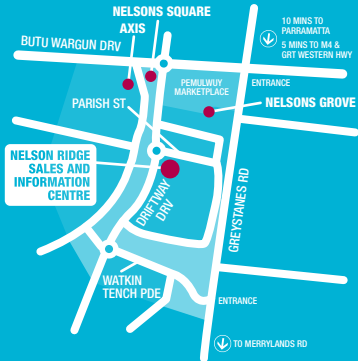 NELSONS SQUARE
AXIS
BUTU WARGUN DRV
10 MINS TO
PARRAMATTA
5 MINS TO M4 &
GRT WESTERN HWY
PEMULWUY
MARKETPLACE
ENTRANCE
NELSONS GROVE
PARISH ST
NELSON RIDGE
SALES AND
INFORMATION
CENTRE
DRIFTWAY
DRV
GREYSTANES RD
WATKIN
TENCH PDE
ENTRANCE
TO MERRYLANDS RD